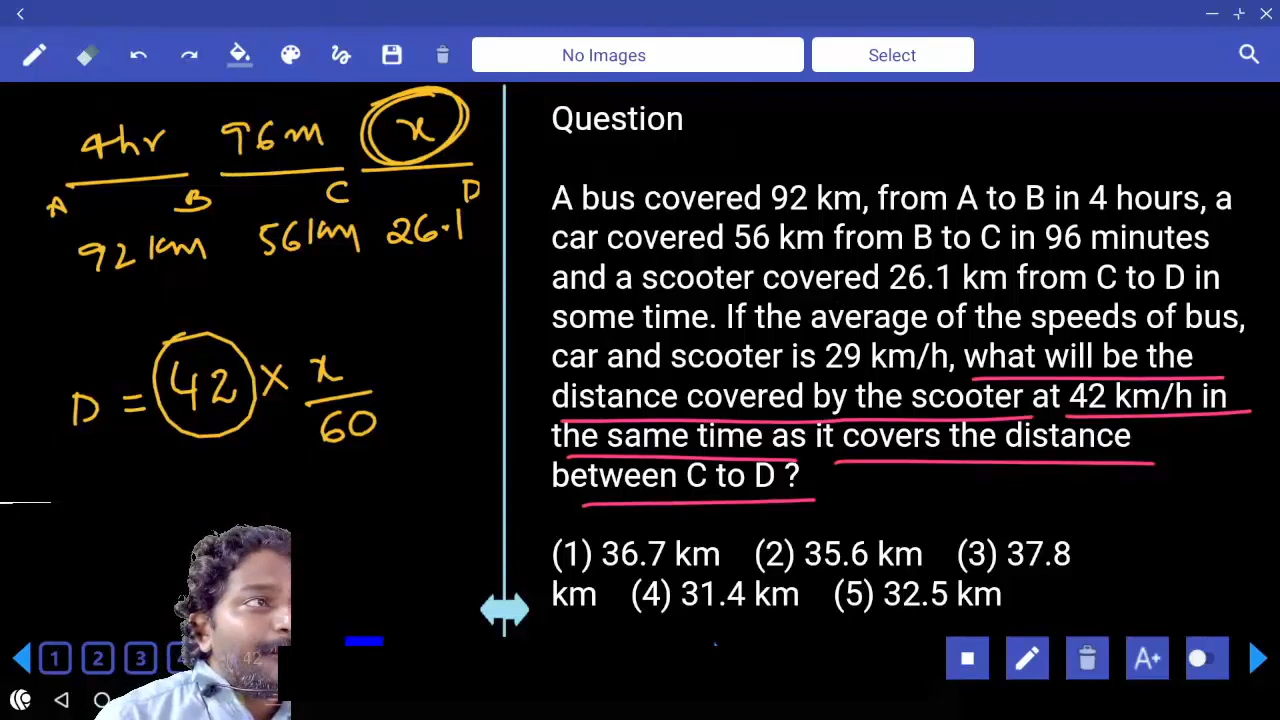 No Images
Select
4hr 96m x
A B C D
92 km 56 km 26.1
D = 42 × x/60
Question
A bus covered 92 km, from A to B in 4 hours, a
car covered 56 km from B to C in 96 minutes
and a scooter covered 26.1 km from C to D in
some time. If the average of the speeds of bus,
car and scooter is 29 km/h, what will be the
distance covered by the scooter at 42 km/h in
the same time as it covers the distance
between C to D ?
(1) 36.7 km (2) 35.6 km (3) 37.8
km (4) 31.4 km (5) 32.5 km
1 2 3 42
A+